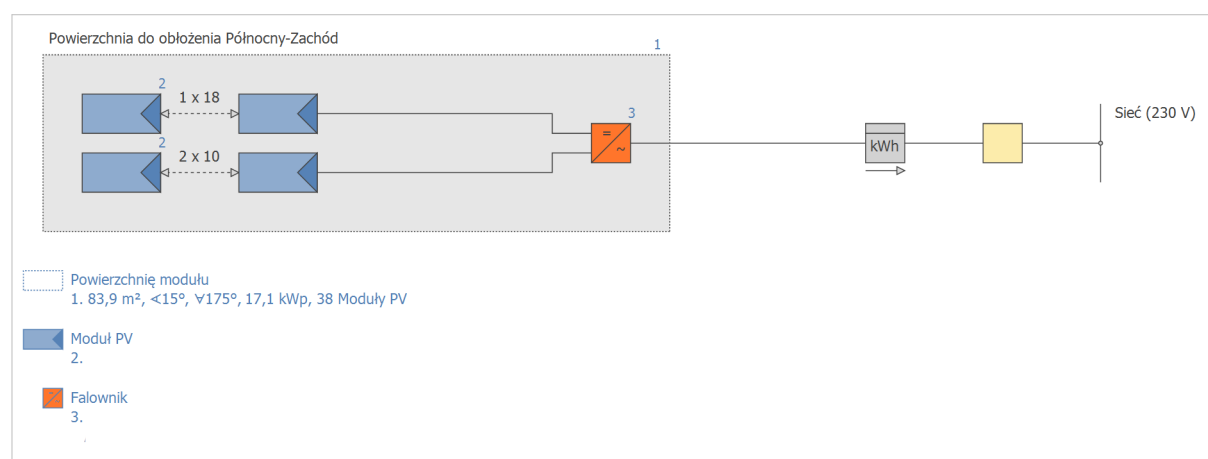 Powierzchnia do obłożenia Północny-Zachód
1
2
1 x 18
2
2 x 10
3
=
~
kWh
Sieć (230 V)
Powierzchnię modułu
1. 83,9 m², ∢15°, ∀175°, 17,1 kWp, 38 Moduły PV
Moduł PV
2.
Falownik
3.